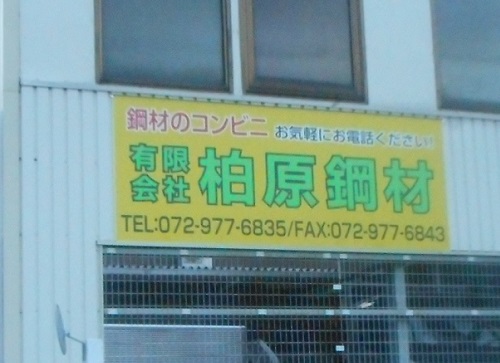 鋼材のコンビニ お気軽にお電話ください!!
有限会社 柏原鋼材
TEL:072-977-6835/FAX:072-977-6843